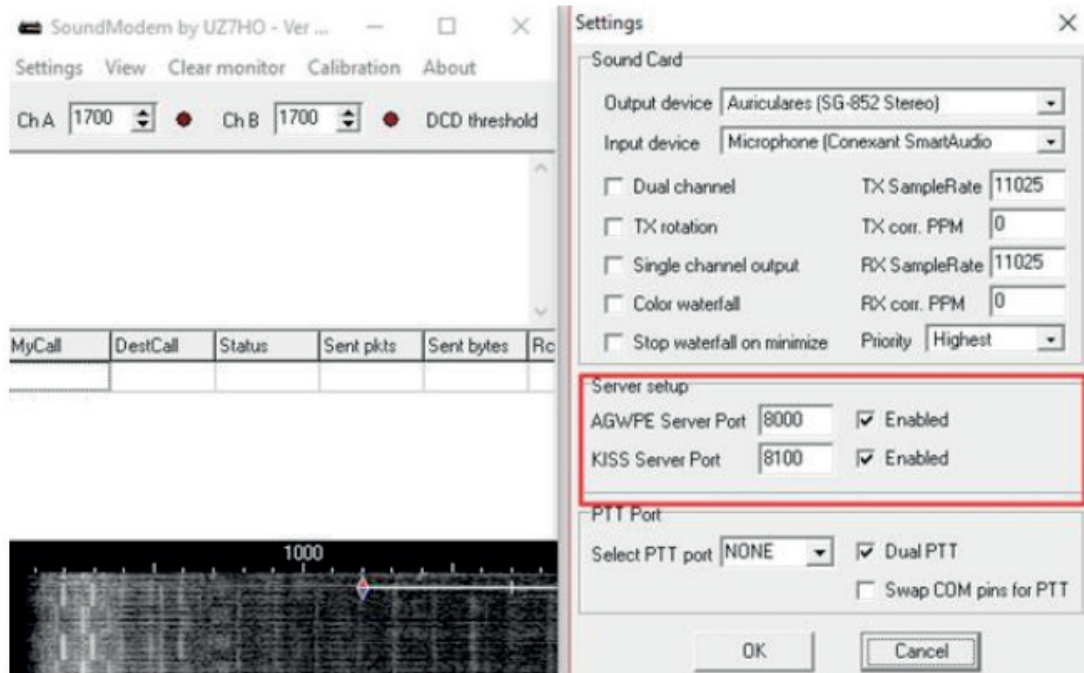 SoundModem by UZ7HO - Ver ...
Settings View Clear monitor Calibration About
Ch A 1700 Ch B 1700 DCD threshold
MyCall DestCall Status Sent pkts Sent bytes Rc
1000
Settings
Sound Card
Output device Auriculares (SG-852 Stereo)
Input device Microphone (Conexant SmartAudio
Dual channel TX SampleRate 11025
TX rotation TX corr. PPM 0
Single channel output RX SampleRate 11025
Color waterfall RX corr. PPM 0
Stop waterfall on minimize Priority Highest
Server setup
AGWPE Server Port 8000 Enabled
KISS Server Port 8100 Enabled
PTT Port
Select PTT port NONE Dual PTT
Swap COM pins for PTT
OK Cancel